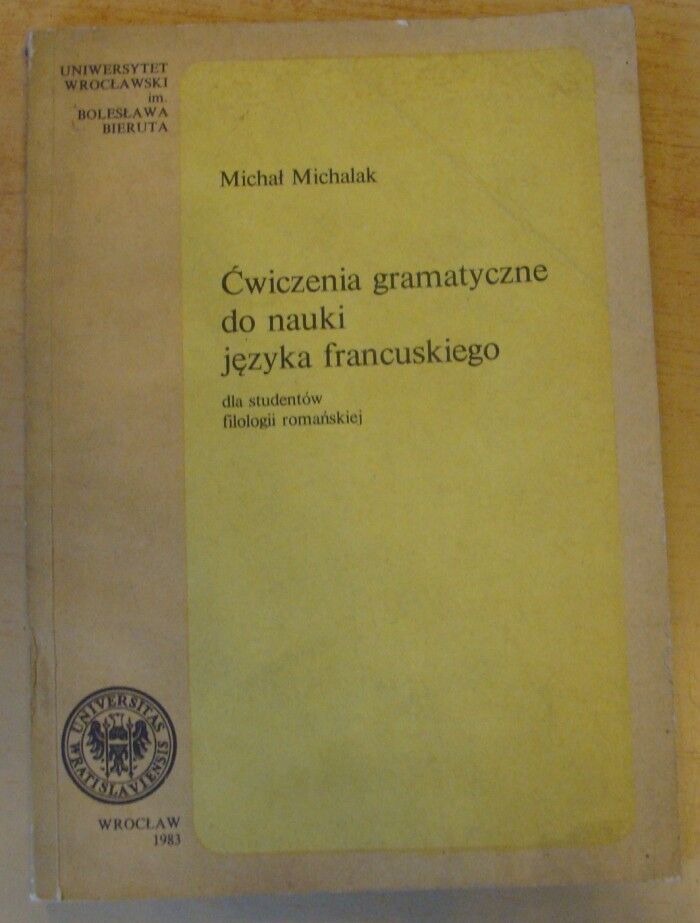 UNIWERSYTET
WROCŁAWSKI
im.
BOLESŁAWA
BIERUTA
Michał Michalak
Ćwiczenia gramatyczne
do nauki
języka francuskiego
dla studentów
filologii romańskiej
UNIVERSITAS
WRATISLAVIENSIS
WROCŁAW
1983